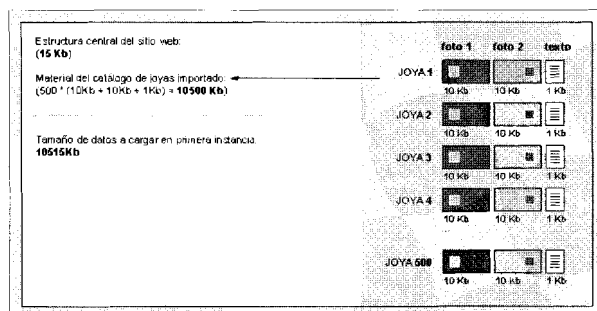 Estructura central del sitio web:
(15 Kb)
Material del catálogo de joyas importado:
(500 * (10Kb + 10Kb + 1Kb) = 10500 Kb)
Tamaño de datos a cargar en primera instancia:
10515Kb
foto 1 foto 2 texto
JOYA 1
10 Kb 10 Kb 1 Kb
JOYA 2
10 Kb 10 Kb 1 Kb
JOYA 3
10 Kb 10 Kb 1 Kb
JOYA 4
10 Kb 10 Kb 1 Kb
JOYA 500
10 Kb 10 Kb 1 Kb